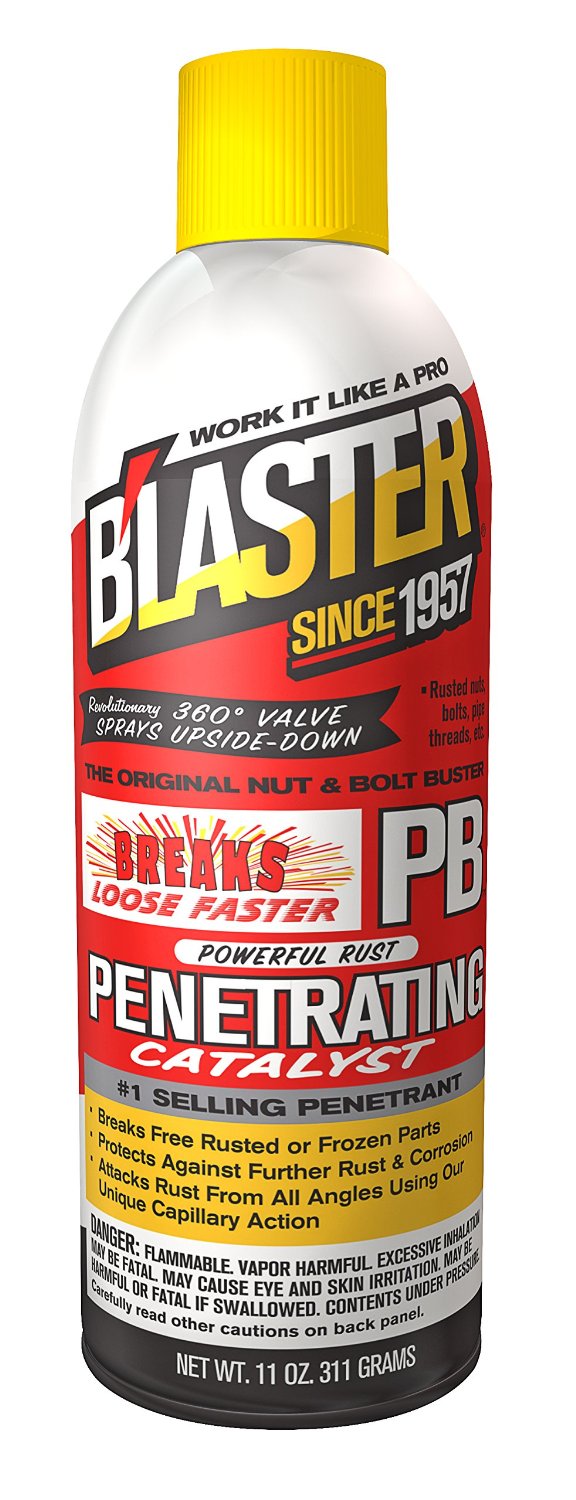 WORK IT LIKE A PRO
B'LASTER®
SINCE 1957
Revolutionary 360° VALVE
SPRAYS UPSIDE-DOWN
▪ Rusted nuts,
bolts, pipe
threads, etc.
THE ORIGINAL NUT & BOLT BUSTER
BREAKS
LOOSE FASTER
PB
POWERFUL RUST
PENETRATING
CATALYST
#1 SELLING PENETRANT
• Breaks Free Rusted or Frozen Parts
• Protects Against Further Rust & Corrosion
• Attacks Rust From All Angles Using Our
Unique Capillary Action
DANGER: FLAMMABLE. VAPOR HARMFUL. EXCESSIVE INHALATION
MAY BE FATAL. MAY CAUSE EYE AND SKIN IRRITATION. MAY BE
HARMFUL OR FATAL IF SWALLOWED. CONTENTS UNDER PRESSURE.
Carefully read other cautions on back panel.
NET WT. 11 OZ. 311 GRAMS